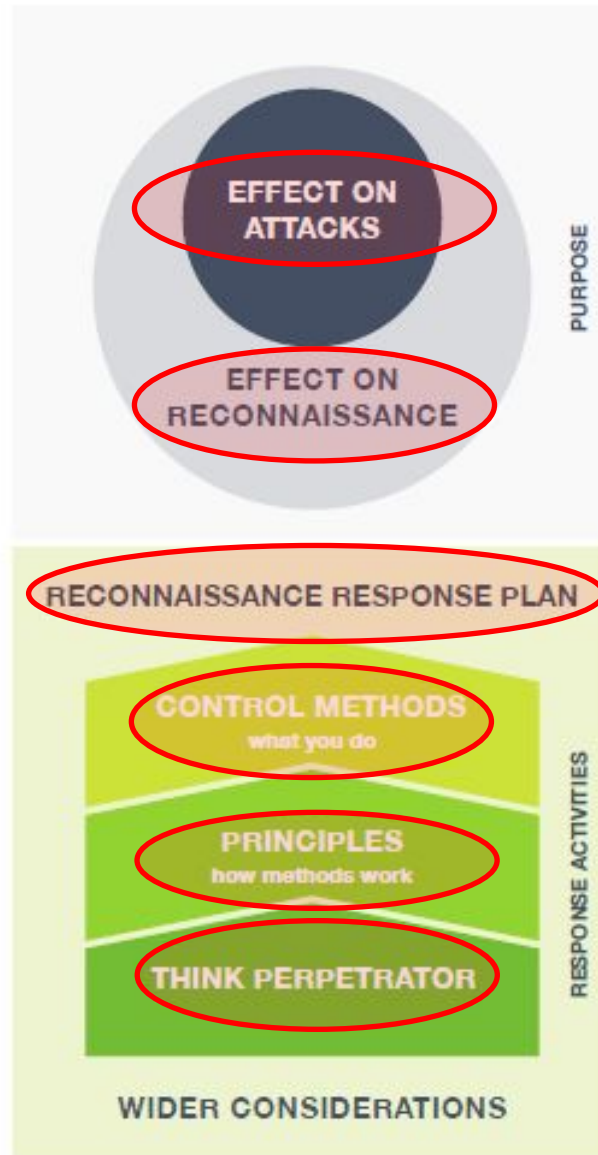 EFFECT ON
ATTACKS
PURPOSE
EFFECT ON
RECONNAISSANCE
RECONNAISSANCE RESPONSE PLAN
CONTROL METHODS
what you do
PRINCIPLES
how methods work
RESPONSE ACTIVITIES
THINK PERPETRATOR
WIDER CONSIDERATIONS